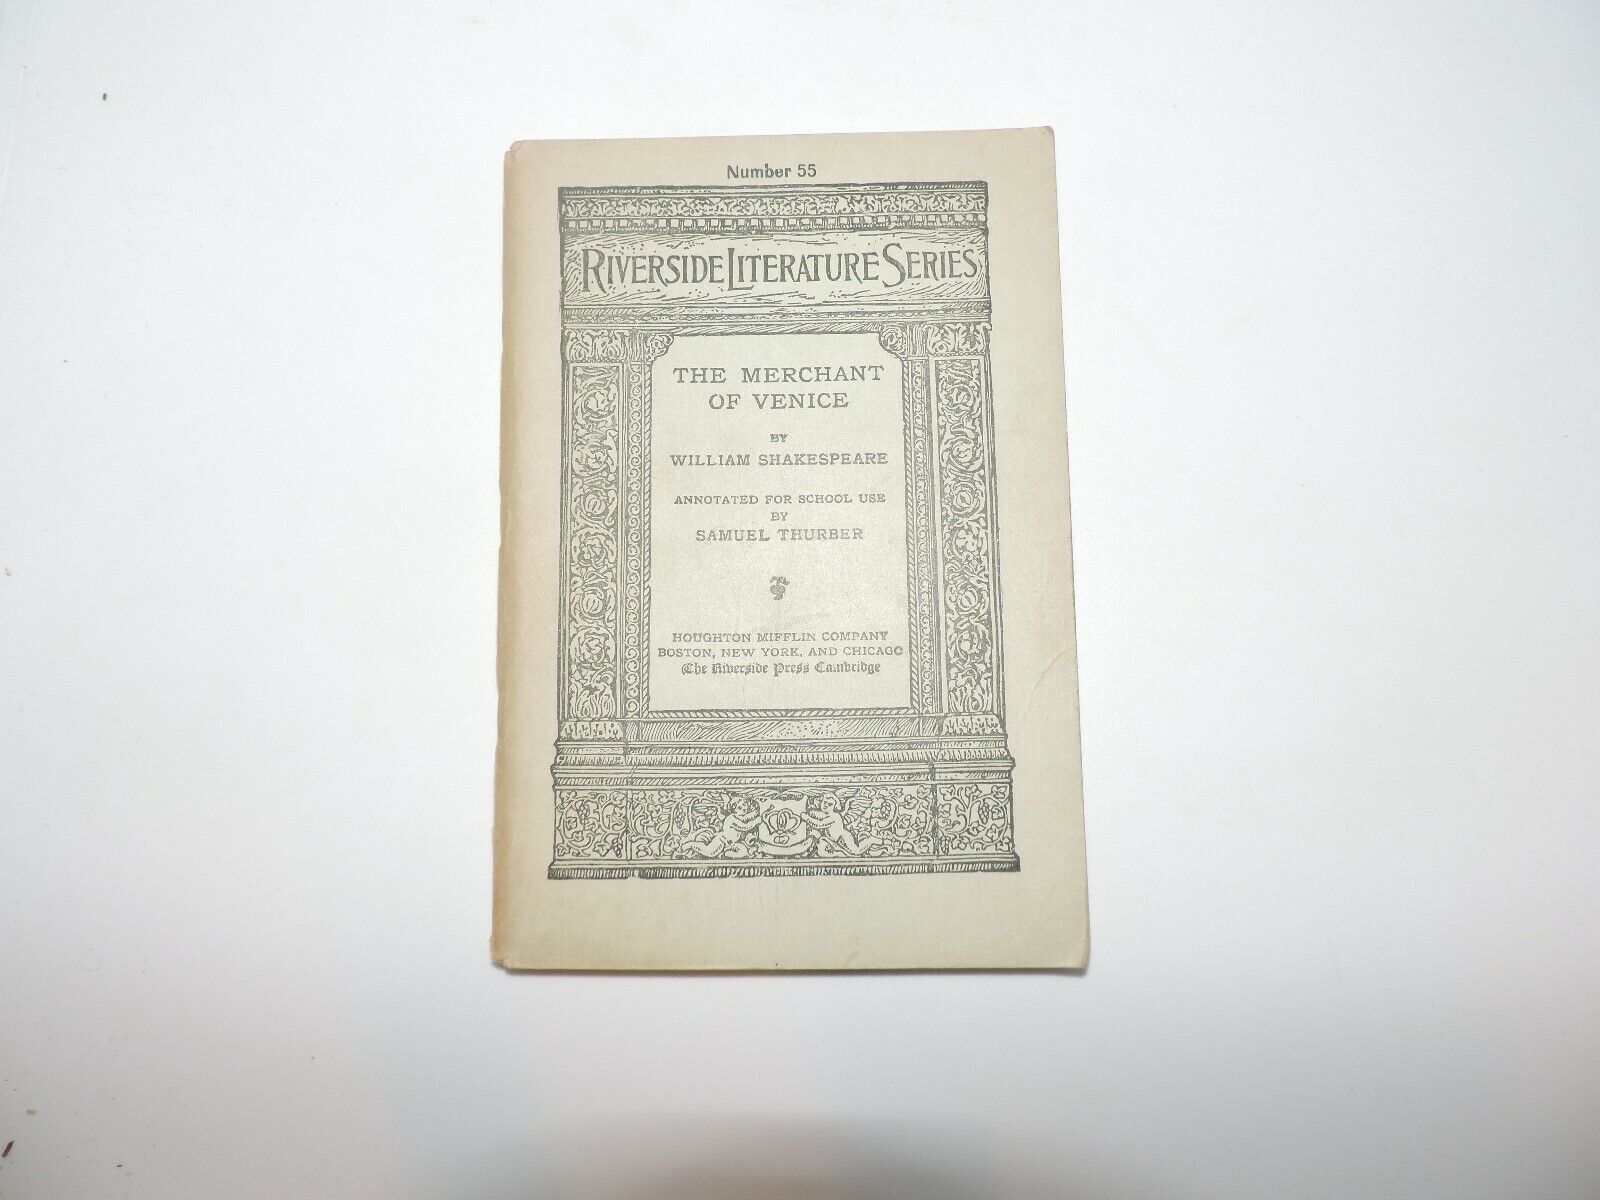 Number 55
RIVERSIDE LITERATURE SERIES
THE MERCHANT
OF VENICE
BY
WILLIAM SHAKESPEARE
ANNOTATED FOR SCHOOL USE
BY
SAMUEL THURBER
HOUGHTON MIFFLIN COMPANY
BOSTON, NEW YORK, AND CHICAGO
The Riverside Press Cambridge